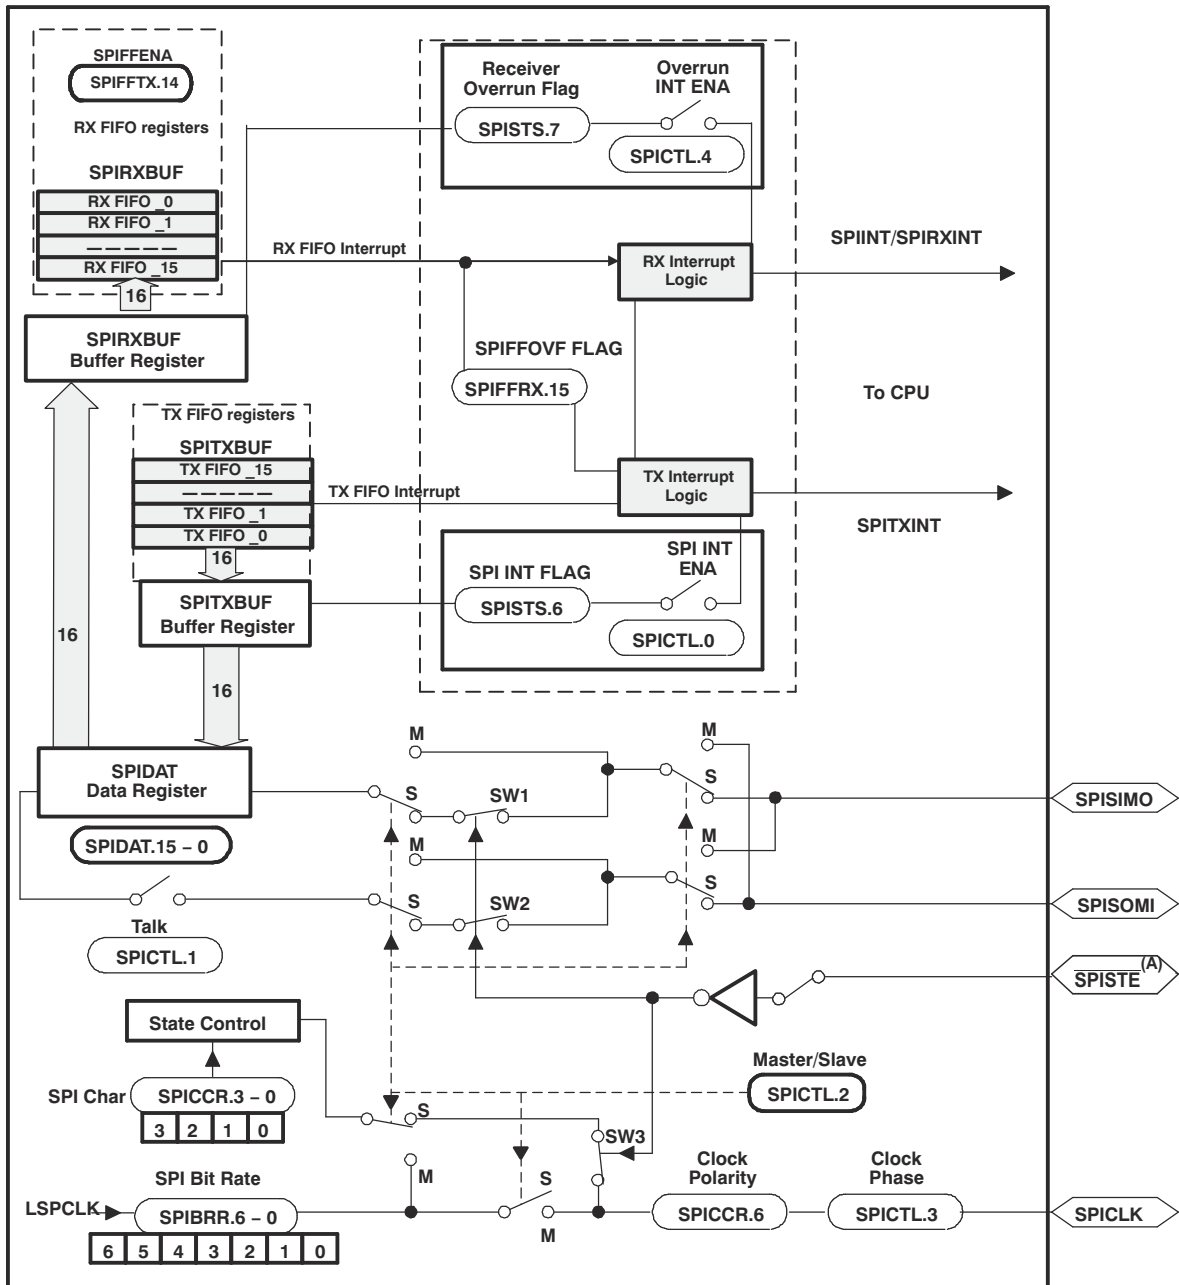 SPIFFENA
SPIFFTX.14
RX FIFO registers
SPIRXBUF
RX FIFO _0
RX FIFO _1
– – – – –
RX FIFO _15
16
SPIRXBUF
Buffer Register
Receiver
Overrun Flag
SPISTS.7
Overrun
INT ENA
SPICTL.4
RX FIFO Interrupt
RX Interrupt
Logic
SPIINT/SPIRXINT
SPIFFOVF FLAG
SPIFFRX.15
To CPU
TX FIFO registers
SPITXBUF
TX FIFO _15
– – – – –
TX FIFO _1
TX FIFO _0
16
TX FIFO Interrupt
TX Interrupt
Logic
SPITXINT
SPITXBUF
Buffer Register
SPI INT FLAG
SPISTS.6
SPI INT
ENA
SPICTL.0
16
16
SPIDAT
Data Register
SPIDAT.15 – 0
M
S
SW1
M
S
SPISIMO
M
S
SW2
M
S
SPISOMI
Talk
SPICTL.1
SPISTE (A)
State Control
SPI Char
SPICCR.3 – 0
3 2 1 0
Master/Slave
SPICTL.2
S
M
SW3
SPI Bit Rate
LSPCLK
SPIBRR.6 – 0
6 5 4 3 2 1 0
S
M
Clock
Polarity
SPICCR.6
Clock
Phase
SPICTL.3
SPICLK